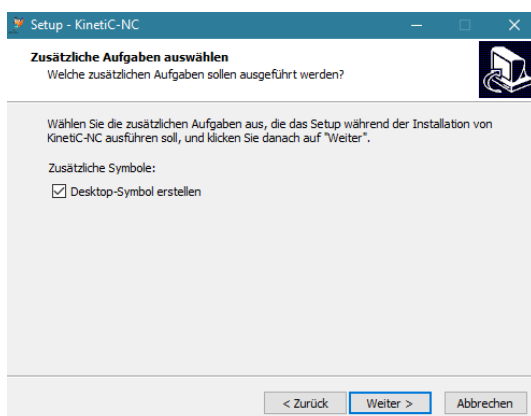 Setup - KinetiC-NC
Zusätzliche Aufgaben auswählen
Welche zusätzlichen Aufgaben sollen ausgeführt werden?
Wählen Sie die zusätzlichen Aufgaben aus, die das Setup während der Installation von
KinetiC-NC ausführen soll, und klicken Sie danach auf "Weiter".
Zusätzliche Symbole:
Desktop-Symbol erstellen
< Zurück Weiter > Abbrechen